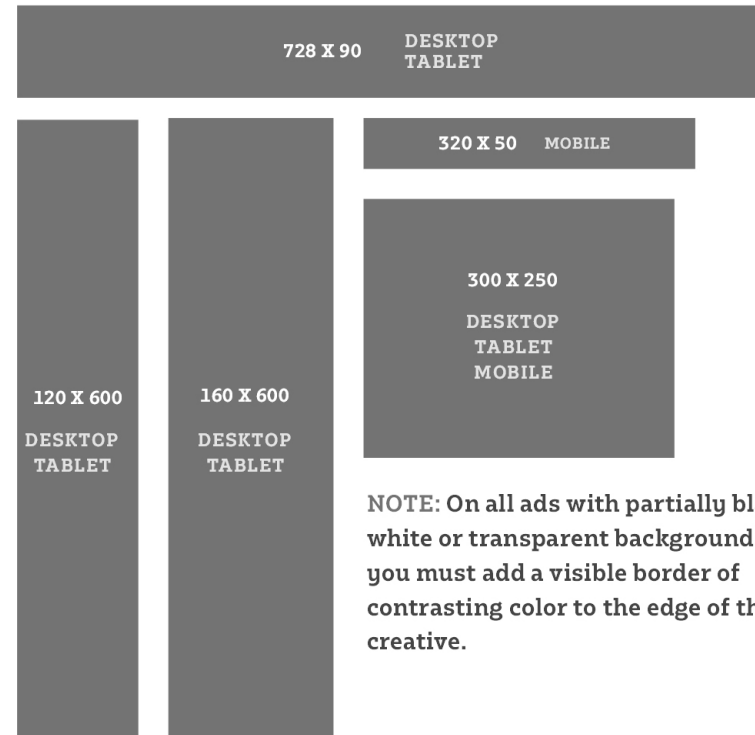 728 X 90
DESKTOP
TABLET
320 X 50 MOBILE
300 X 250
DESKTOP
TABLET
MOBILE
120 X 600
DESKTOP
TABLET
160 X 600
DESKTOP
TABLET
NOTE: On all ads with partially
white or transparent background
you must add a visible border of
contrasting color to the edge of
creative.